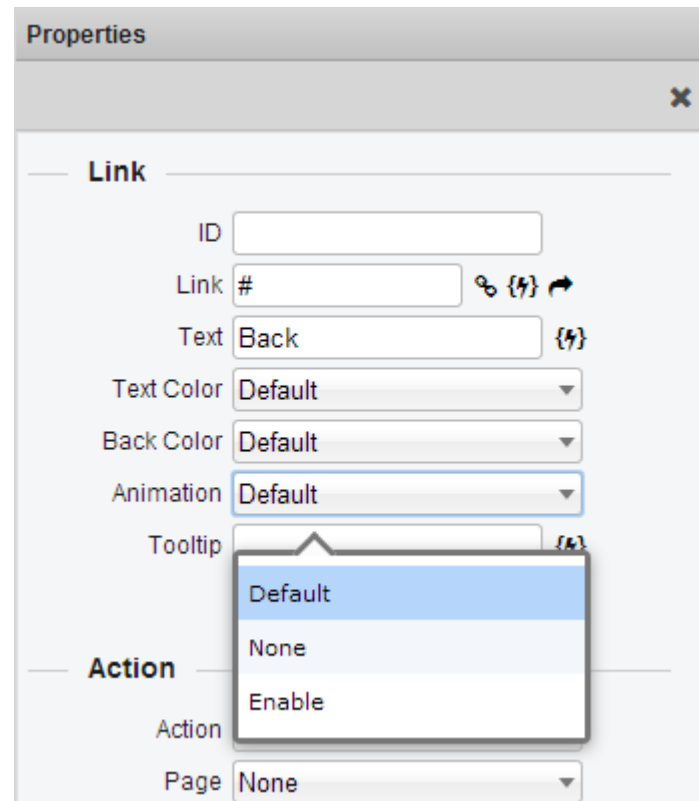 Properties
Link
ID
Link #
Text Back
Text Color Default
Back Color Default
Animation Default
Tooltip
Default
None
Action
Enable
Action
Page None